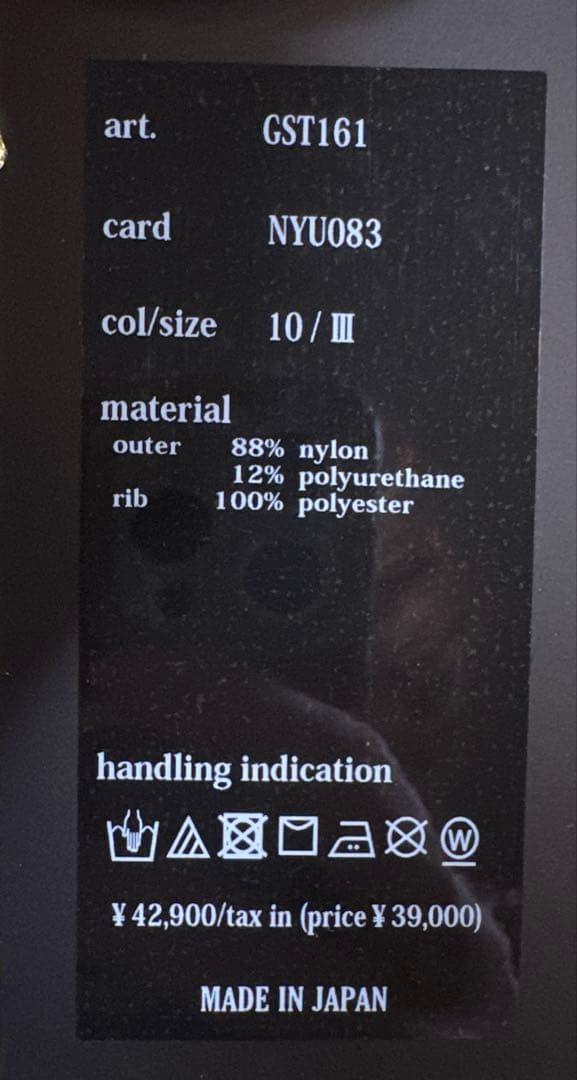 art. GST161
card NYU083
col/size 10 / Ⅲ
material
outer 88% nylon
12% polyurethane
rib 100% polyester
handling indication
W
¥ 42,900/tax in (price ¥ 39,000)
MADE IN JAPAN